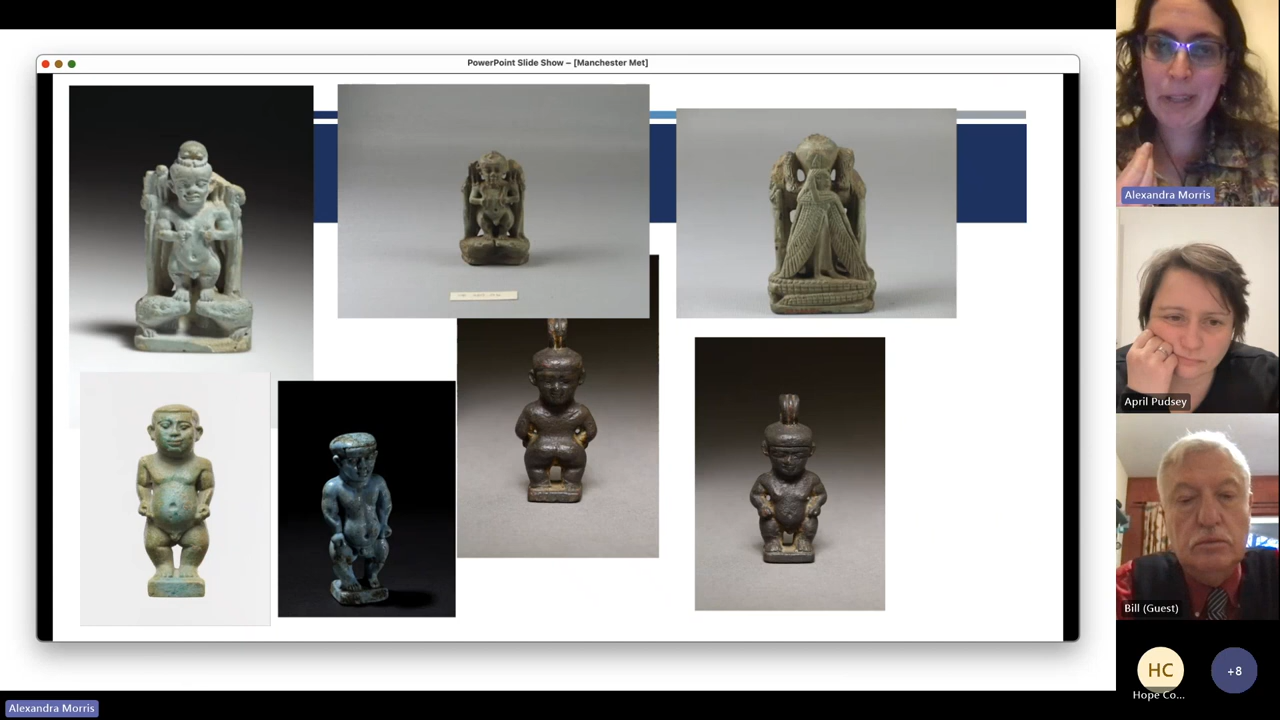 PowerPoint Slide Show – [Manchester Met]
Alexandra Morris
April Pudsey
Bill (Guest)
HC
Hope Co...
+8
Alexandra Morris